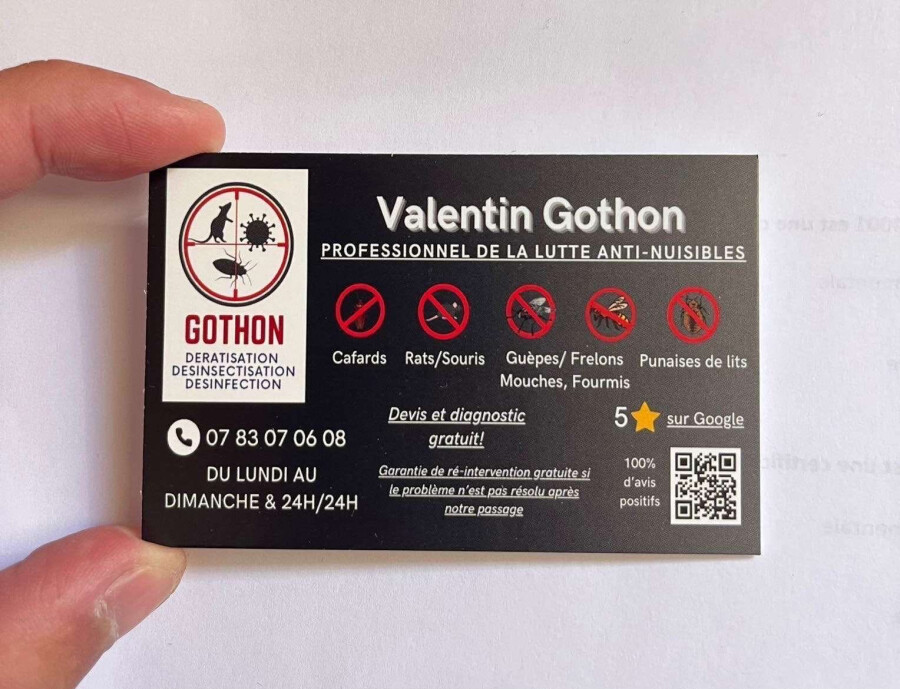 Valentin Gothon
PROFESSIONNEL DE LA LUTTE ANTI-NUISIBLES
GOTHON
DERATISATION
DESINSECTISATION
DESINFECTION
Cafards
Rats/Souris
Guèpes/ Frelons
Mouches, Fourmis
Punaises de lits
07 83 07 06 08
DU LUNDI AU
DIMANCHE & 24H/24H
Devis et diagnostic
gratuit!
Garantie de ré-intervention gratuite si
le problème n'est pas résolu après
notre passage
5 sur Google
100%
d'avis
positifs